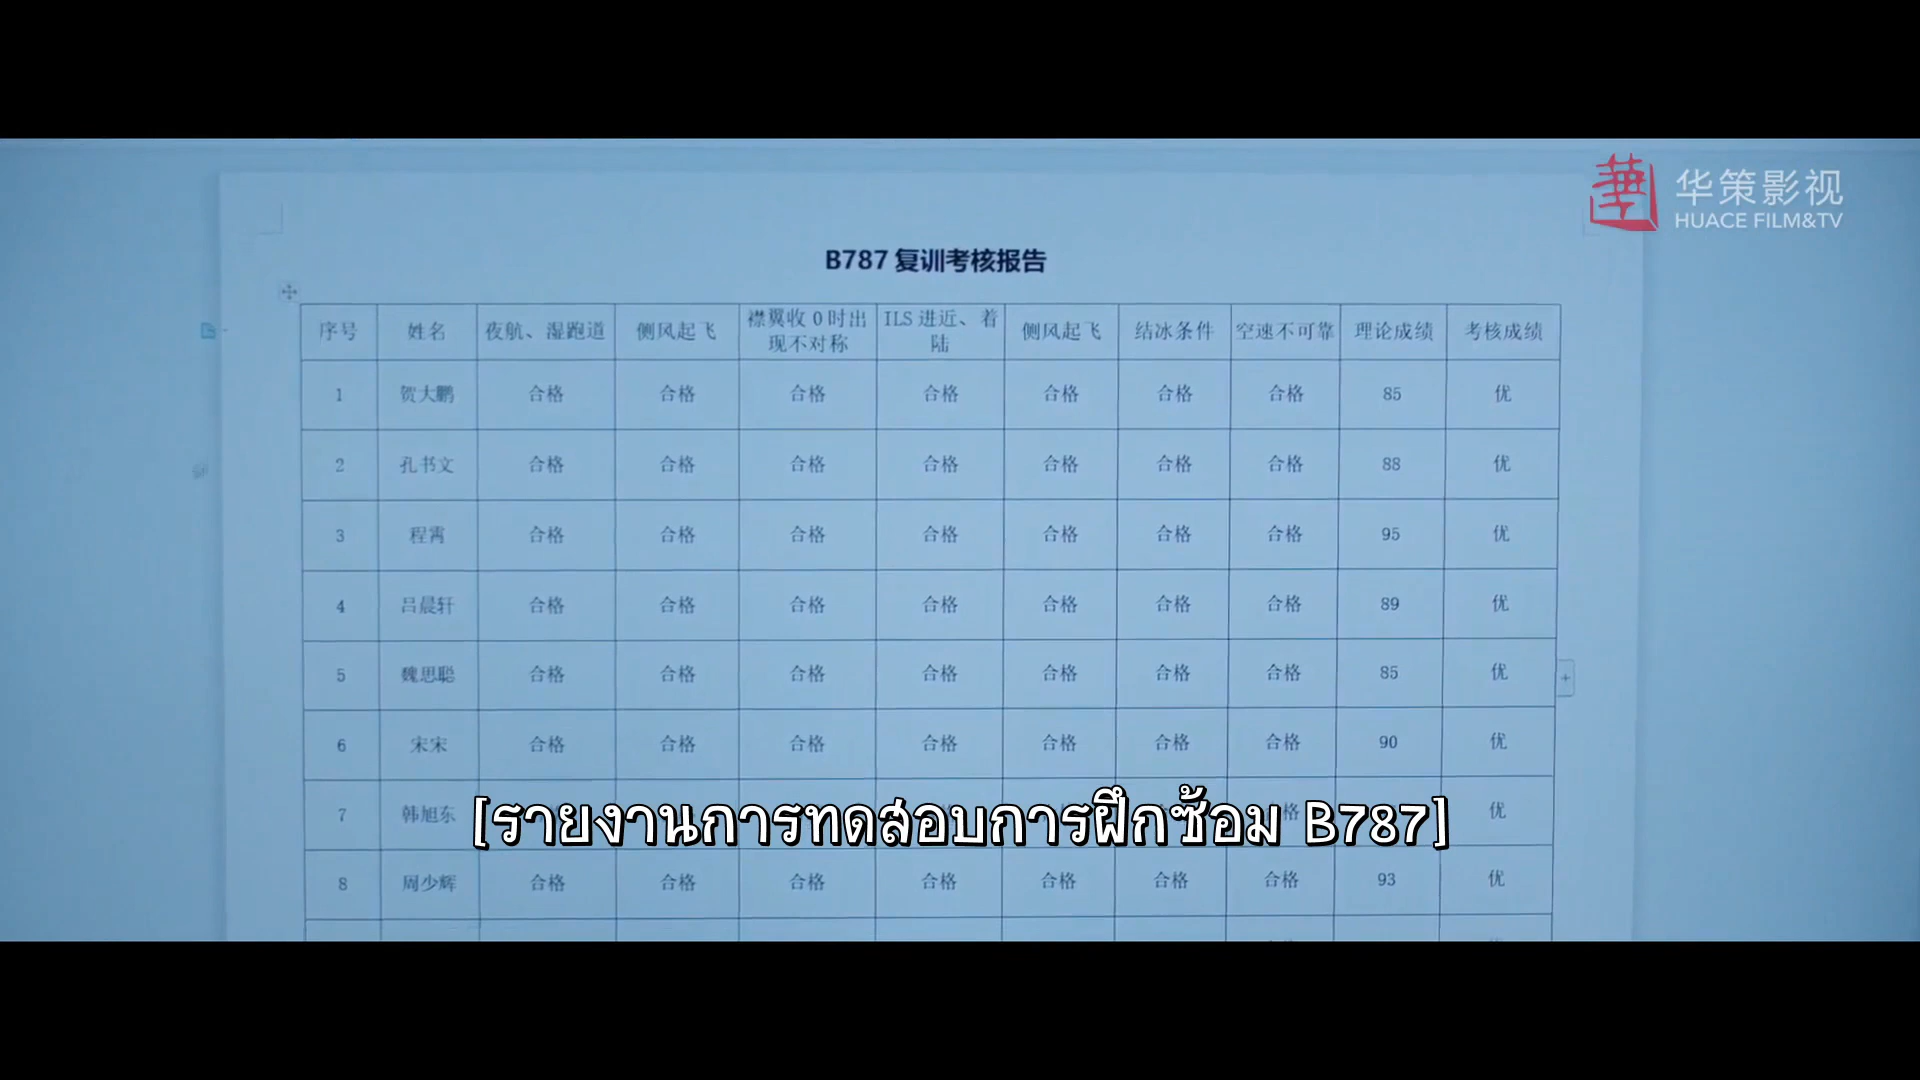 华策影视
HUACE FILM&TV
B787 复训考核报告
序号 姓名 夜航、湿跑道 侧风起飞 襟翼收 0 时出现不对称 ILS 进近、着陆 侧风起飞 结冰条件 空速不可靠 理论成绩 考核成绩
1 贺大鹏 合格 合格 合格 合格 合格 合格 合格 85 优
2 孔书文 合格 合格 合格 合格 合格 合格 合格 88 优
3 程霄 合格 合格 合格 合格 合格 合格 合格 95 优
4 吕晨轩 合格 合格 合格 合格 合格 合格 合格 89 优
5 魏思聪 合格 合格 合格 合格 合格 合格 合格 85 优
6 宋宋 合格 合格 合格 合格 合格 合格 合格 90 优
7 韩旭东 优
[รายงานการทดสอบการฝึกซ้อม B787]
8 周少辉 合格 合格 合格 合格 合格 合格 合格 93 优